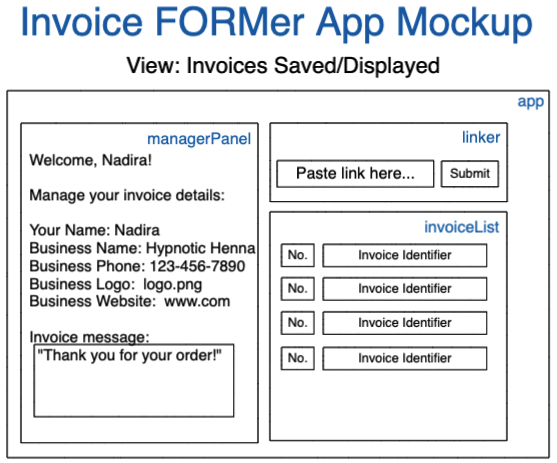 Invoice FORMer App Mockup
View: Invoices Saved/Displayed
app
managerPanel
Welcome, Nadira!
Manage your invoice details:
Your Name: Nadira
Business Name: Hypnotic Henna
Business Phone: 123-456-7890
Business Logo: logo.png
Business Website: www.com
Invoice message:
"Thank you for your order!"
linker
Paste link here... Submit
invoiceList
No. Invoice Identifier
No. Invoice Identifier
No. Invoice Identifier
No. Invoice Identifier